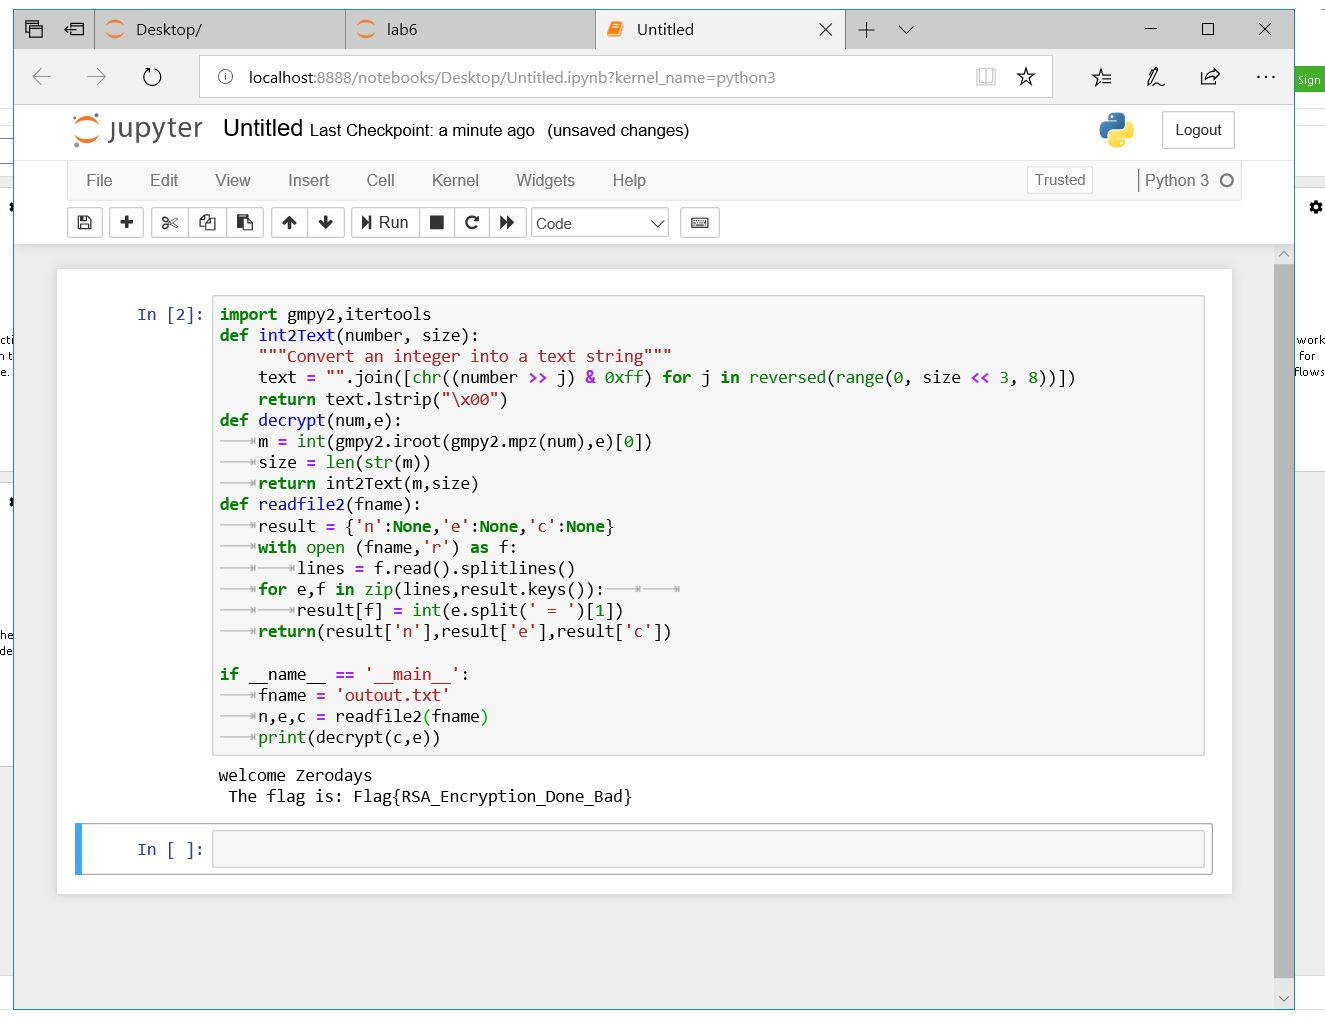 Desktop/
lab6
Untitled
localhost:8888/notebooks/Desktop/Untitled.ipynb?kernel_name=python3
Sign
jupyter Untitled Last Checkpoint: a minute ago (unsaved changes)
Logout
File Edit View Insert Cell Kernel Widgets Help
Trusted
Python 3
Run
Code
In [2]:
import gmpy2,itertools
def int2Text(number, size):
    """Convert an integer into a text string"""
    text = "".join([chr((number >> j) & 0xff) for j in reversed(range(0, size << 3, 8))])
    return text.lstrip("\x00")
def decrypt(num,e):
    m = int(gmpy2.iroot(gmpy2.mpz(num),e)[0])
    size = len(str(m))
    return int2Text(m,size)
def readfile2(fname):
    result = {'n':None,'e':None,'c':None}
    with open (fname,'r') as f:
        lines = f.read().splitlines()
    for e,f in zip(lines,result.keys()):
        result[f] = int(e.split(' = ')[1])
    return(result['n'],result['e'],result['c'])
if __name__ == '__main__':
    fname = 'outout.txt'
    n,e,c = readfile2(fname)
    print(decrypt(c,e))
welcome Zerodays
 The flag is: Flag{RSA_Encryption_Done_Bad}
In [ ]:
work
for
flows